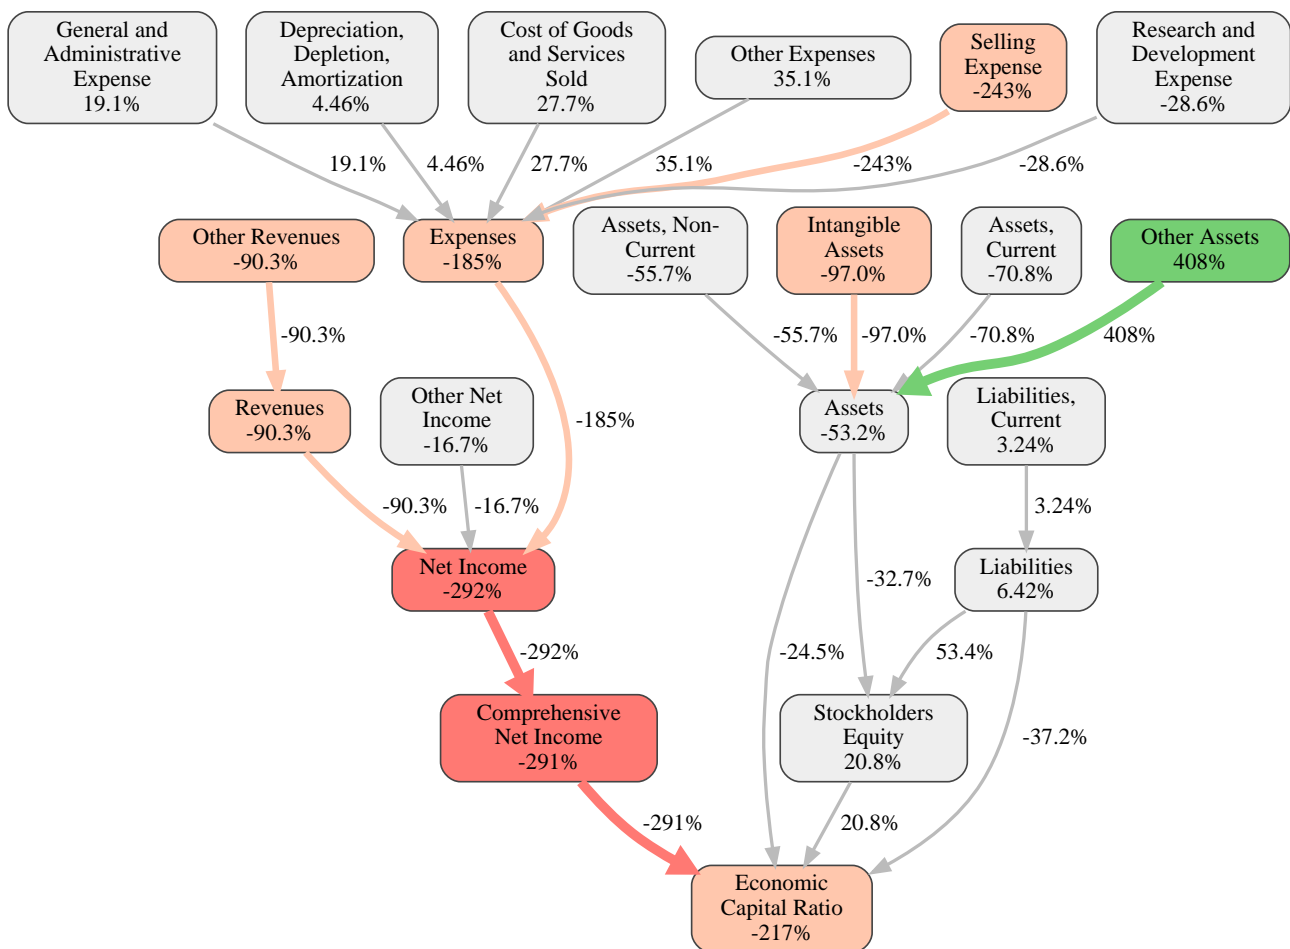 General and
Administrative
Expense
19.1%
Depreciation,
Depletion,
Amortization
4.46%
Cost of Goods
and Services
Sold
27.7%
Other Expenses
35.1%
Selling
Expense
-243%
Research and
Development
Expense
-28.6%
19.1%
4.46%
27.7%
35.1%
-243%
-28.6%
Other Revenues
-90.3%
Expenses
-185%
Assets, Non-
Current
-55.7%
Intangible
Assets
-97.0%
Assets,
Current
-70.8%
Other Assets
408%
-90.3%
-55.7%
-97.0%
-70.8%
408%
Revenues
-90.3%
Other Net
Income
-16.7%
-185%
Assets
-53.2%
Liabilities,
Current
3.24%
-90.3%
-16.7%
3.24%
Net Income
-292%
-32.7%
Liabilities
6.42%
-292%
-24.5%
53.4%
Comprehensive
Net Income
-291%
Stockholders
Equity
20.8%
-37.2%
-291%
20.8%
Economic
Capital Ratio
-217%